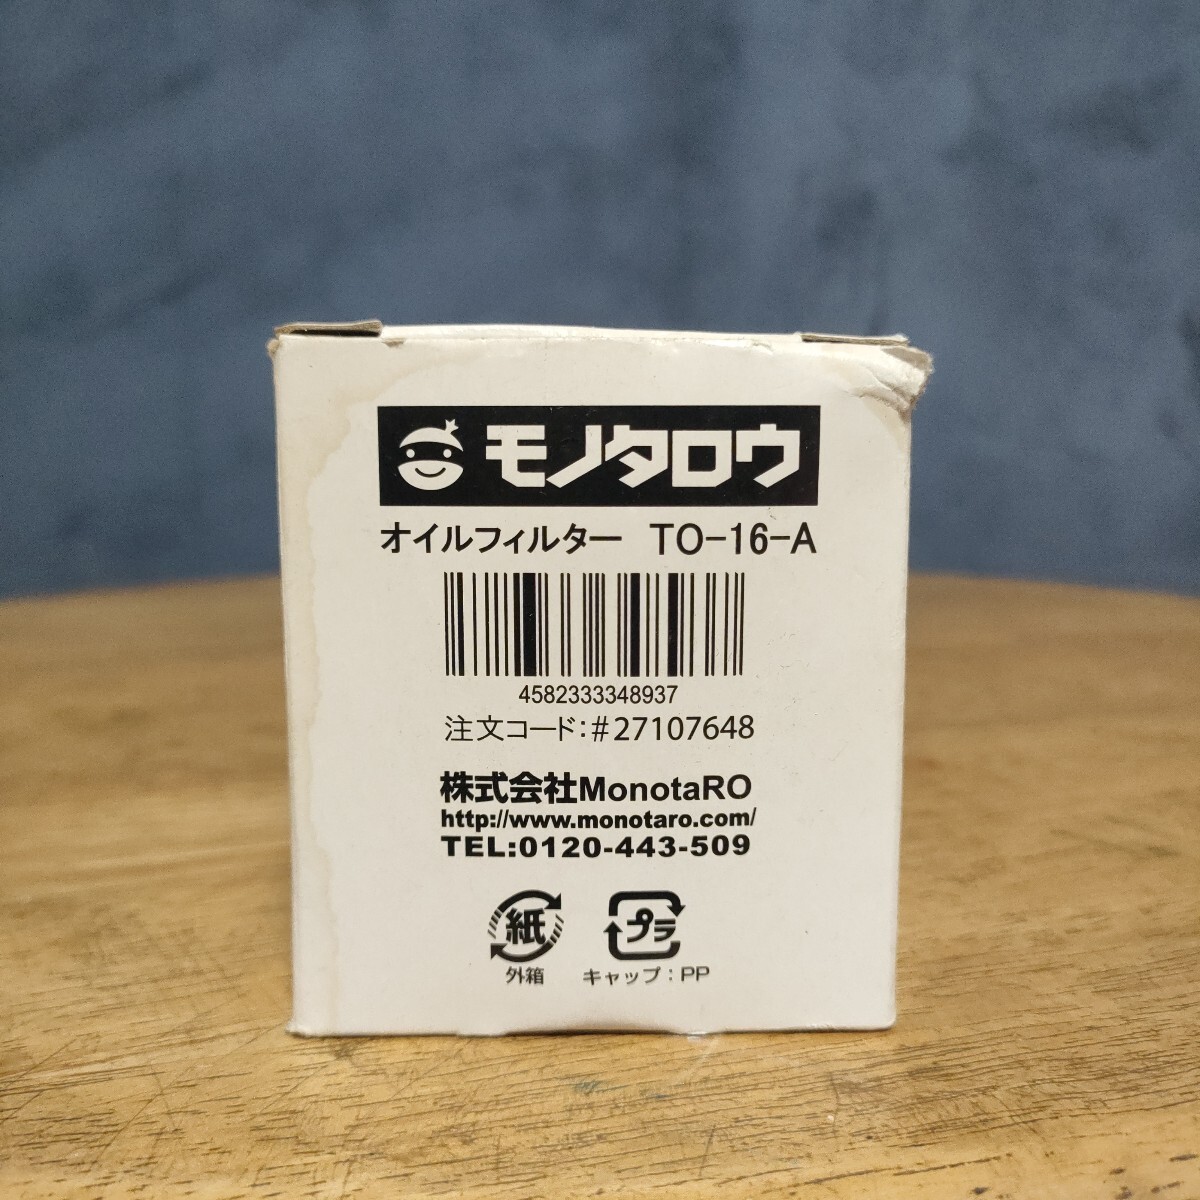 モノタロウ
オイルフィルター TO-16-A
4582333348937
注文コード:#27107648
株式会社MonotaRO
http://www.monotaro.com/
TEL:0120-443-509
紙 プラ
外箱 キャップ:PP